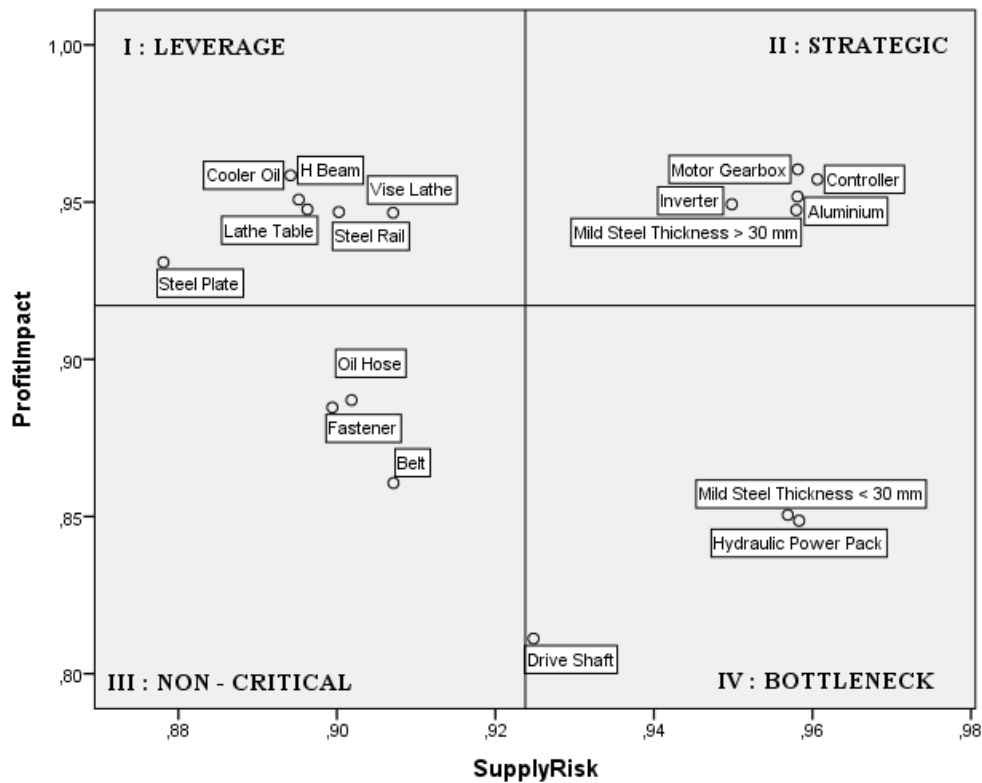 I : LEVERAGE
II : STRATEGIC
1,00
Cooler Oil
H Beam
Vise Lathe
Lathe Table
Steel Rail
Steel Plate
Motor Gearbox
Controller
Inverter
Aluminium
Mild Steel Thickness > 30 mm
,95
ProfitImpact
,90
Oil Hose
Fastener
Belt
,85
Mild Steel Thickness < 30 mm
Hydraulic Power Pack
Drive Shaft
,80
III : NON - CRITICAL
IV : BOTTLENECK
,88
,90
,92
,94
,96
,98
SupplyRisk